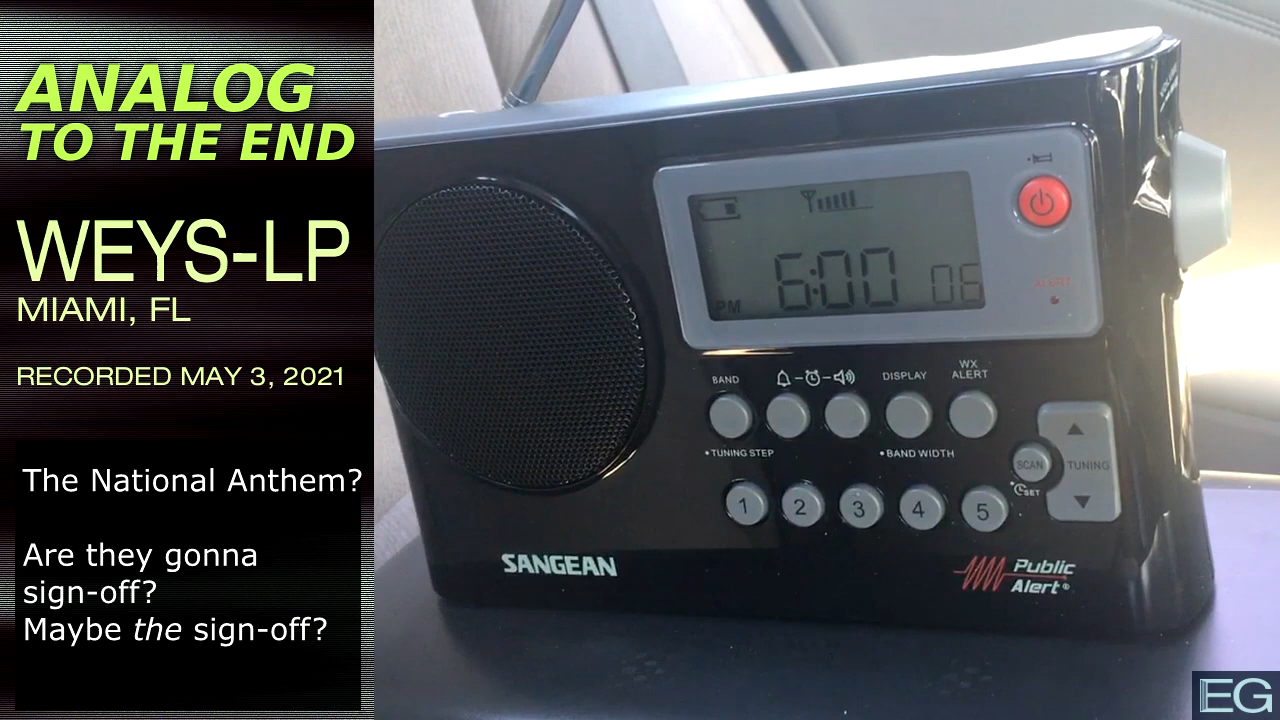 ANALOG
TO THE END
WEYS-LP
MIAMI, FL
RECORDED MAY 3, 2021
The National Anthem?
Are they gonna
sign-off?
Maybe the sign-off?
6:00 06
PM
ALERT
BAND
DISPLAY
WX
ALERT
•TUNING STEP
•BAND WIDTH
SCAN
TUNING
SET
1 2 3 4 5
SANGEAN
Public
Alert®
EG